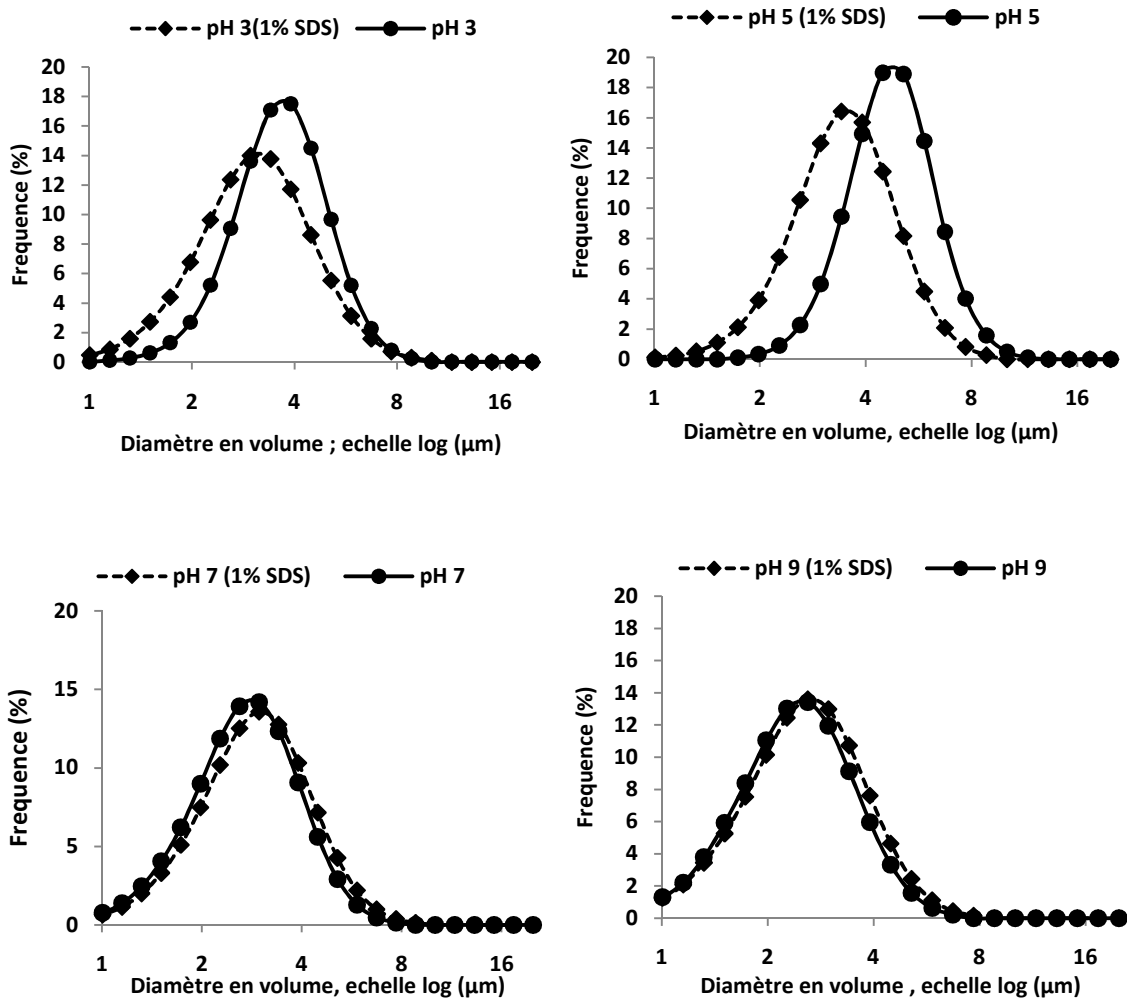 pH 3(1% SDS) pH 3
20
18
16
14
12
10
8
6
4
2
0
Frequence (%)
1 2 4 8 16
Diamètre en volume ; echelle log (µm)
pH 5 (1% SDS) pH 5
20
18
16
14
12
10
8
6
4
2
0
Frequence (%)
1 2 4 8 16
Diamètre en volume, echelle log (µm)
pH 7 (1% SDS) pH 7
20
15
10
5
0
Frequence (%)
1 2 4 8 16
Diamètre en volume, echelle log (µm)
pH 9 (1% SDS) pH 9
20
18
16
14
12
10
8
6
4
2
0
Frequence (%)
1 2 4 8 16
Diamètre en volume , echelle log (µm)